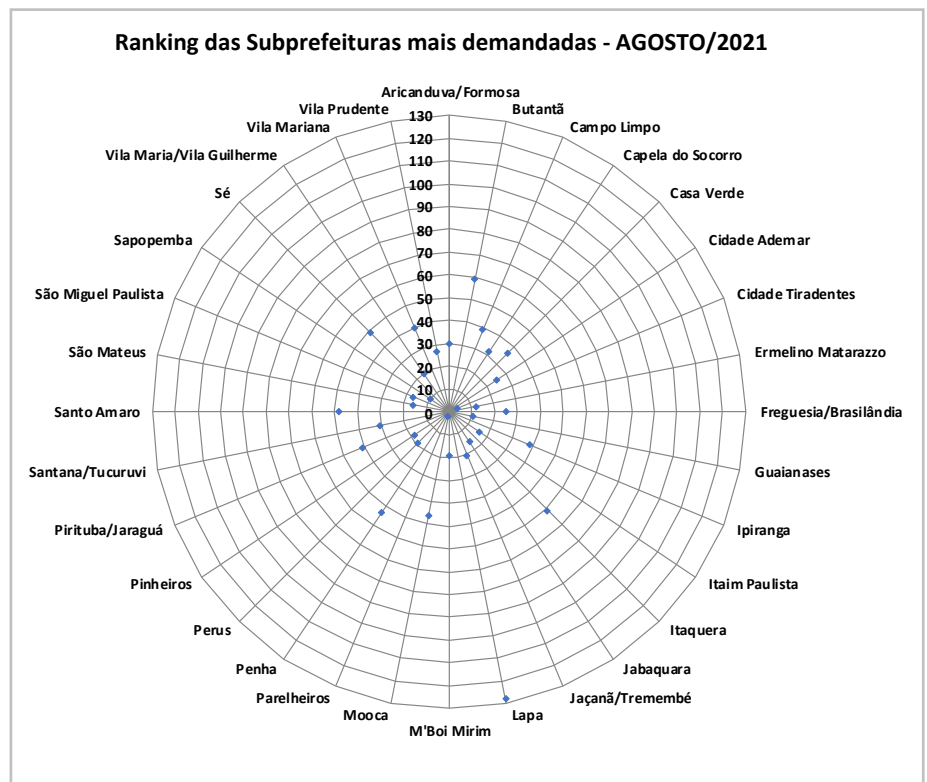 Ranking das Subprefeituras mais demandadas - AGOSTO/2021
Aricanduva/Formosa
Butantã
Campo Limpo
Capela do Socorro
Casa Verde
Cidade Ademar
Cidade Tiradentes
Ermelino Matarazzo
Freguesia/Brasilândia
Guaianases
Ipiranga
Itaim Paulista
Itaquera
Jabaquara
Jaçanã/Tremembé
Lapa
M'Boi Mirim
Mooca
Parelheiros
Penha
Perus
Pinheiros
Pirituba/Jaraguá
Santana/Tucuruvi
Santo Amaro
São Mateus
São Miguel Paulista
Sapopemba
Sé
Vila Maria/Vila Guilherme
Vila Mariana
Vila Prudente
130
120
110
100
90
80
70
60
50
40
30
20
10
0